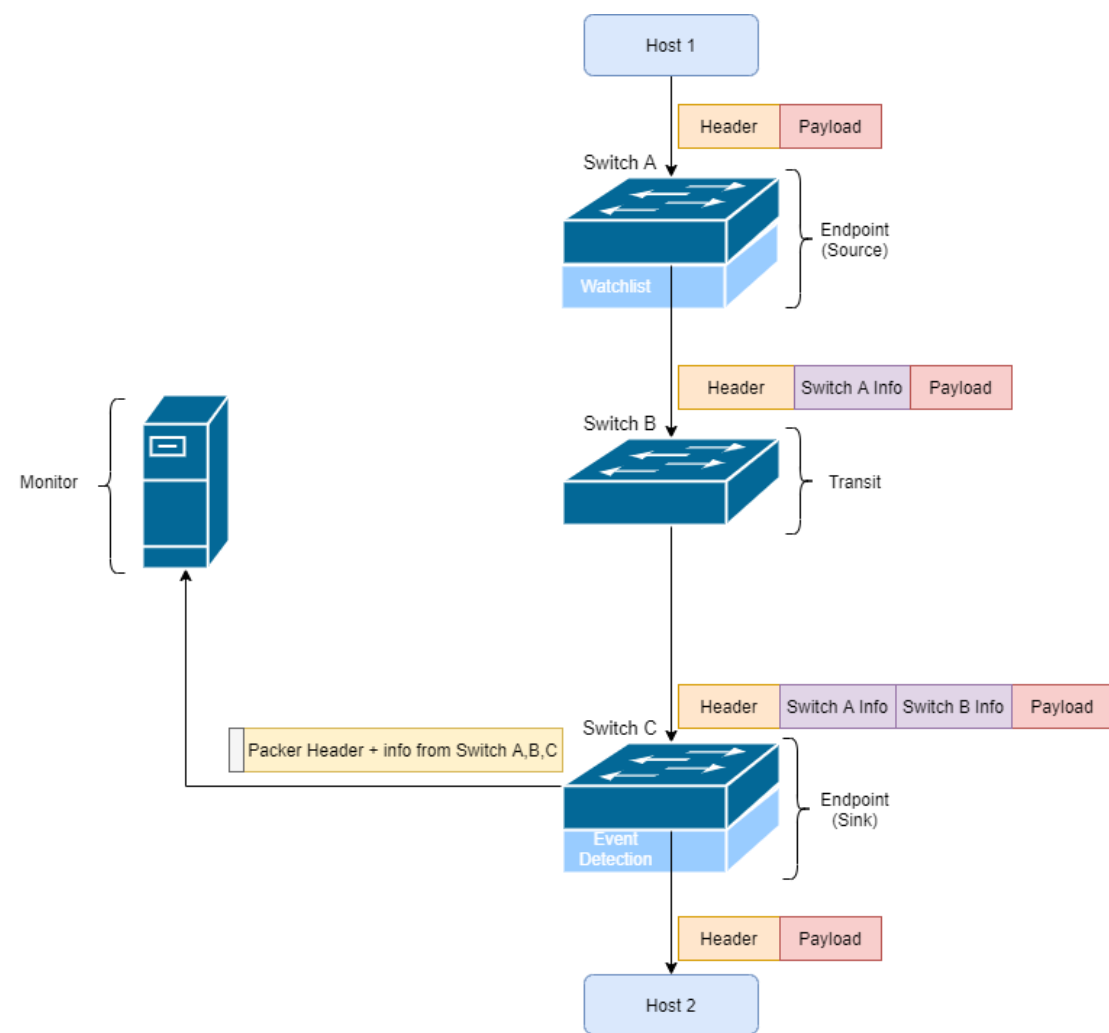 Host 1
Header
Payload
Switch A
Endpoint
(Source)
Watchlist
Header
Switch A Info
Payload
Switch B
Monitor
Transit
Header
Switch A Info
Switch B Info
Payload
Switch C
Packer Header + info from Switch A,B,C
Endpoint
(Sink)
Event
Detection
Header
Payload
Host 2